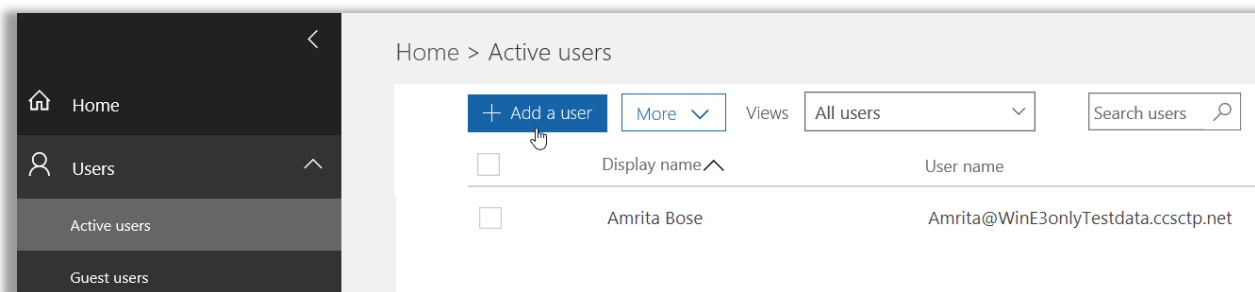 Home > Active users
Home
+ Add a user
More
Views
All users
Search users
Users
Display name
User name
Active users
Amrita Bose
Amrita@WinE3onlyTestdata.ccsctp.net
Guest users